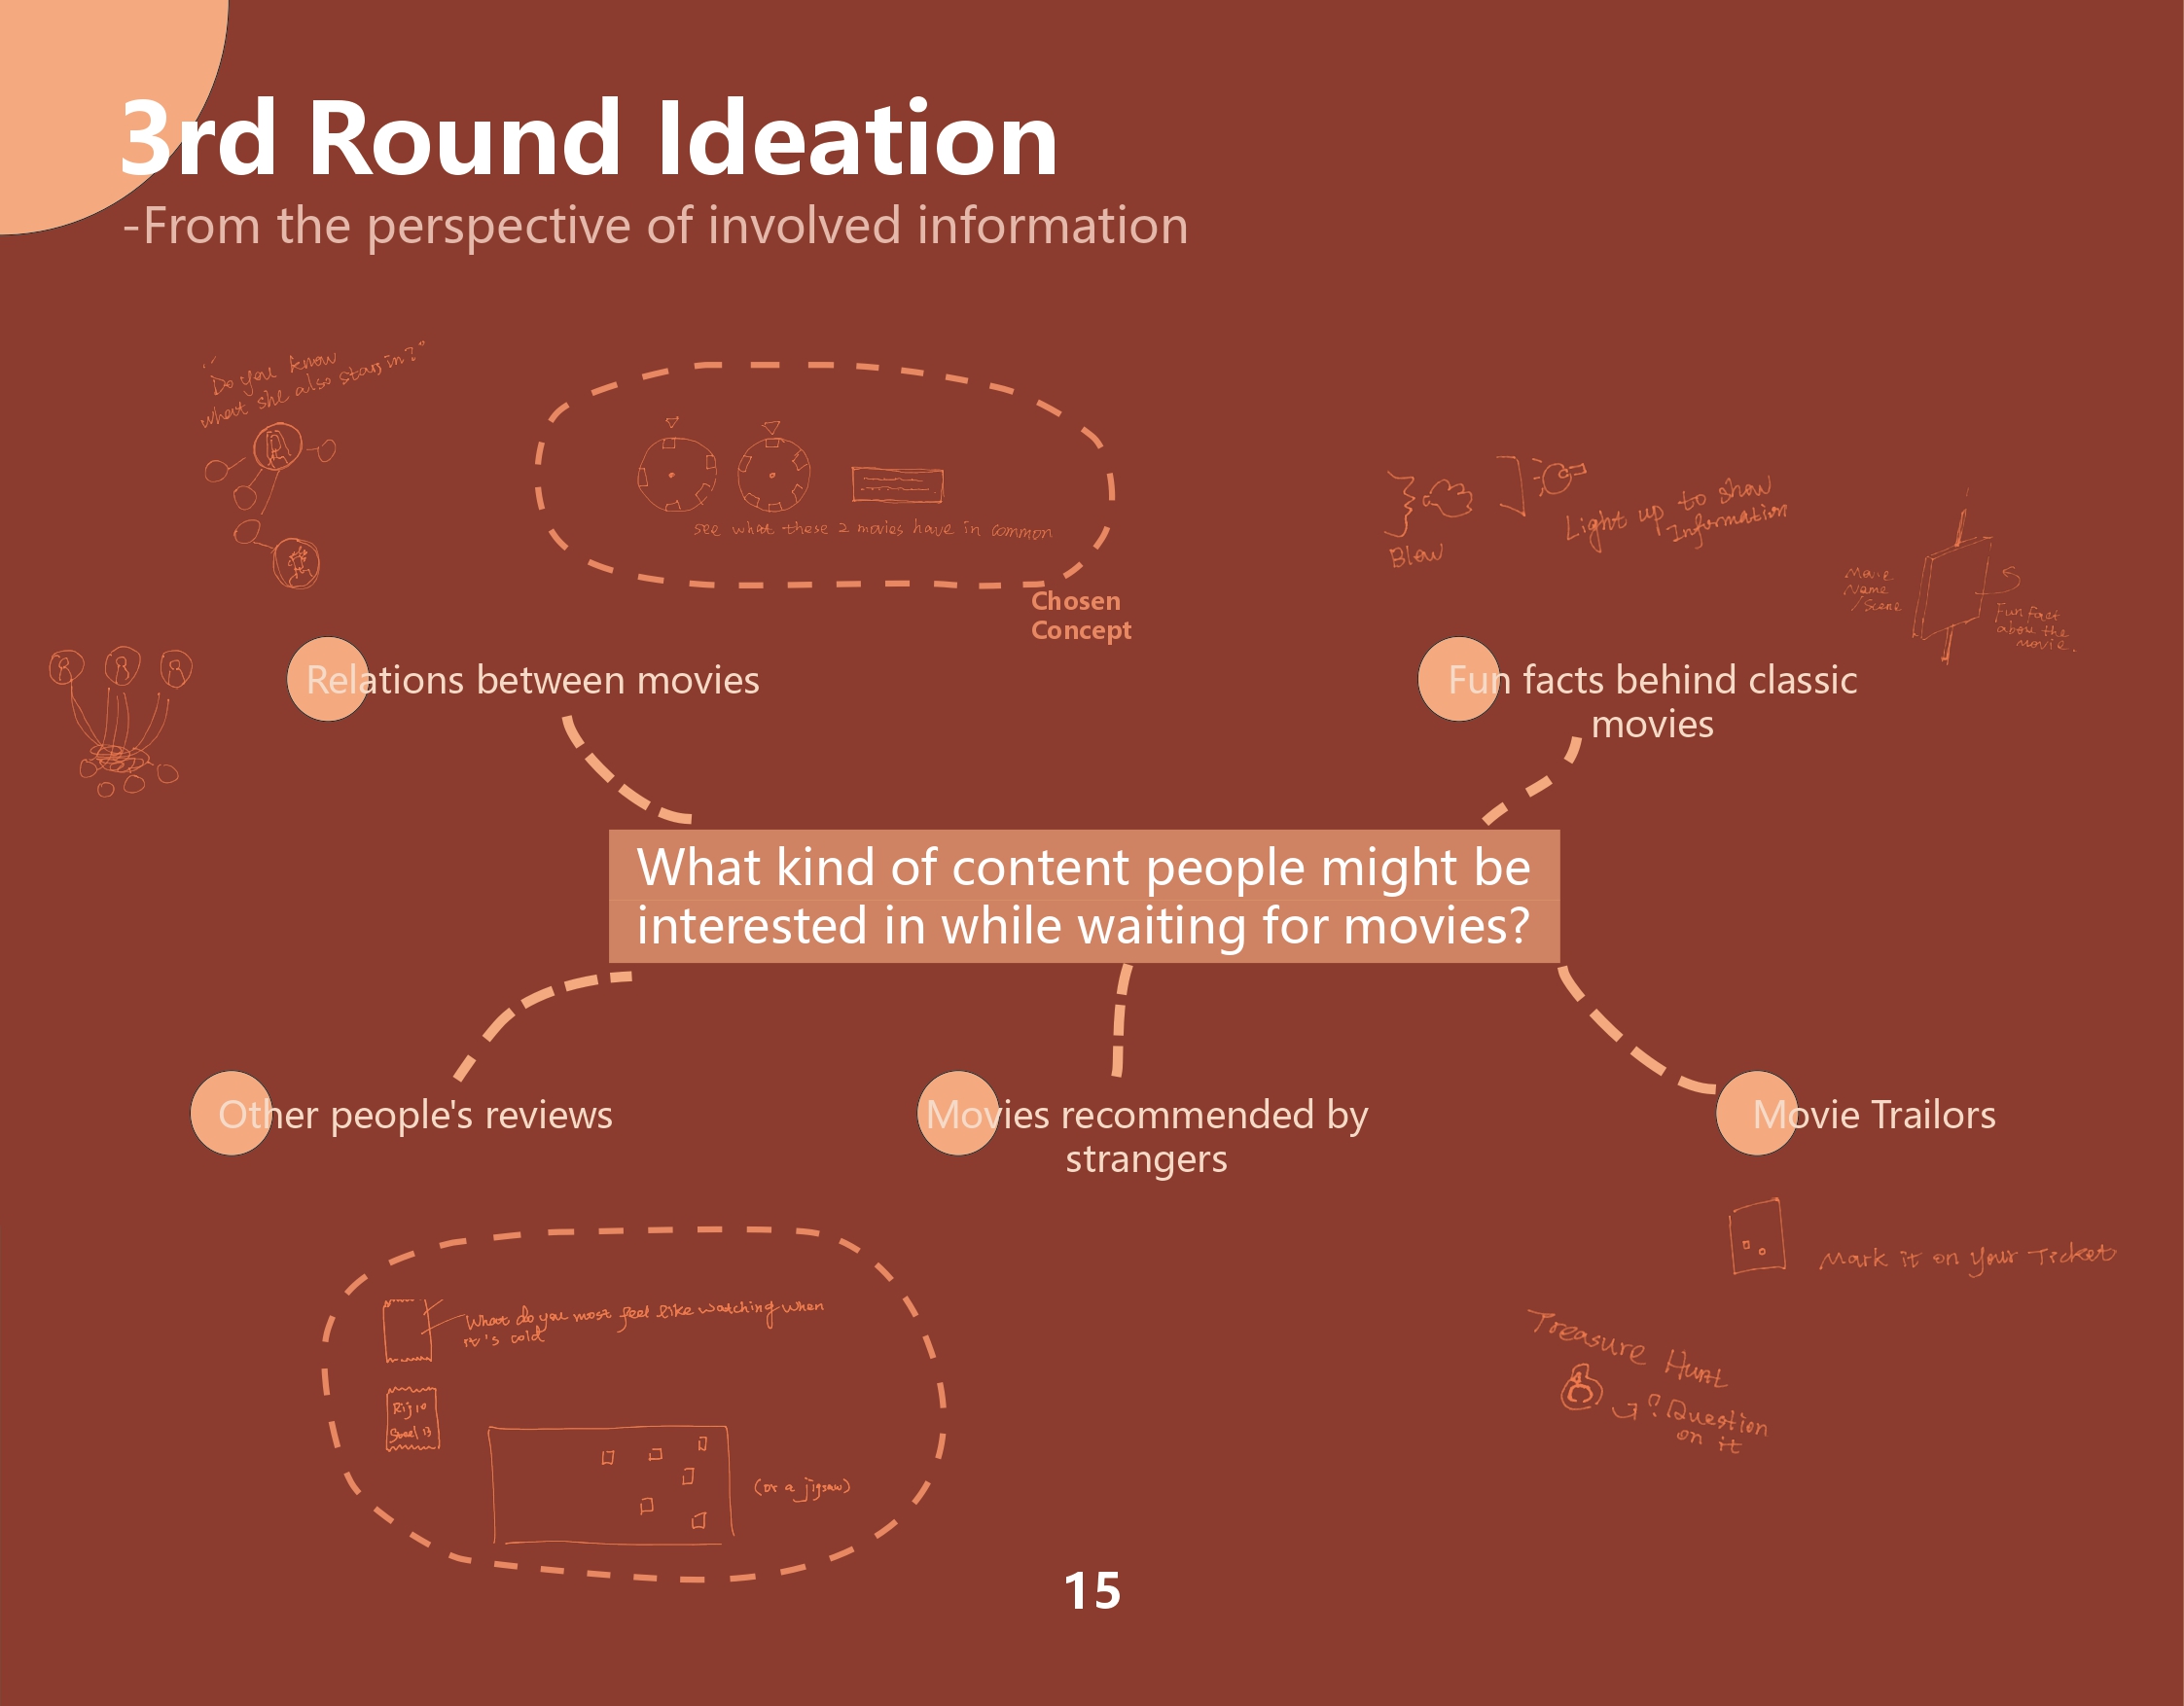 3rd Round Ideation
-From the perspective of involved information
"Do you know
what she also stars in?"
see what these 2 movies have in common
Chosen
Concept
Blow
Light up to show
Information
Movie
Name
/Scene
Fun fact
about the
movie.
Relations between movies
Fun facts behind classic
movies
What kind of content people might be
interested in while waiting for movies?
Other people's reviews
Movies recommended by
strangers
Movie Trailors
What do you most feel like watching when
it's cold
(or a jigsaw)
Mark it on your Ticket
Treasure Hunt
? Question
on it
15